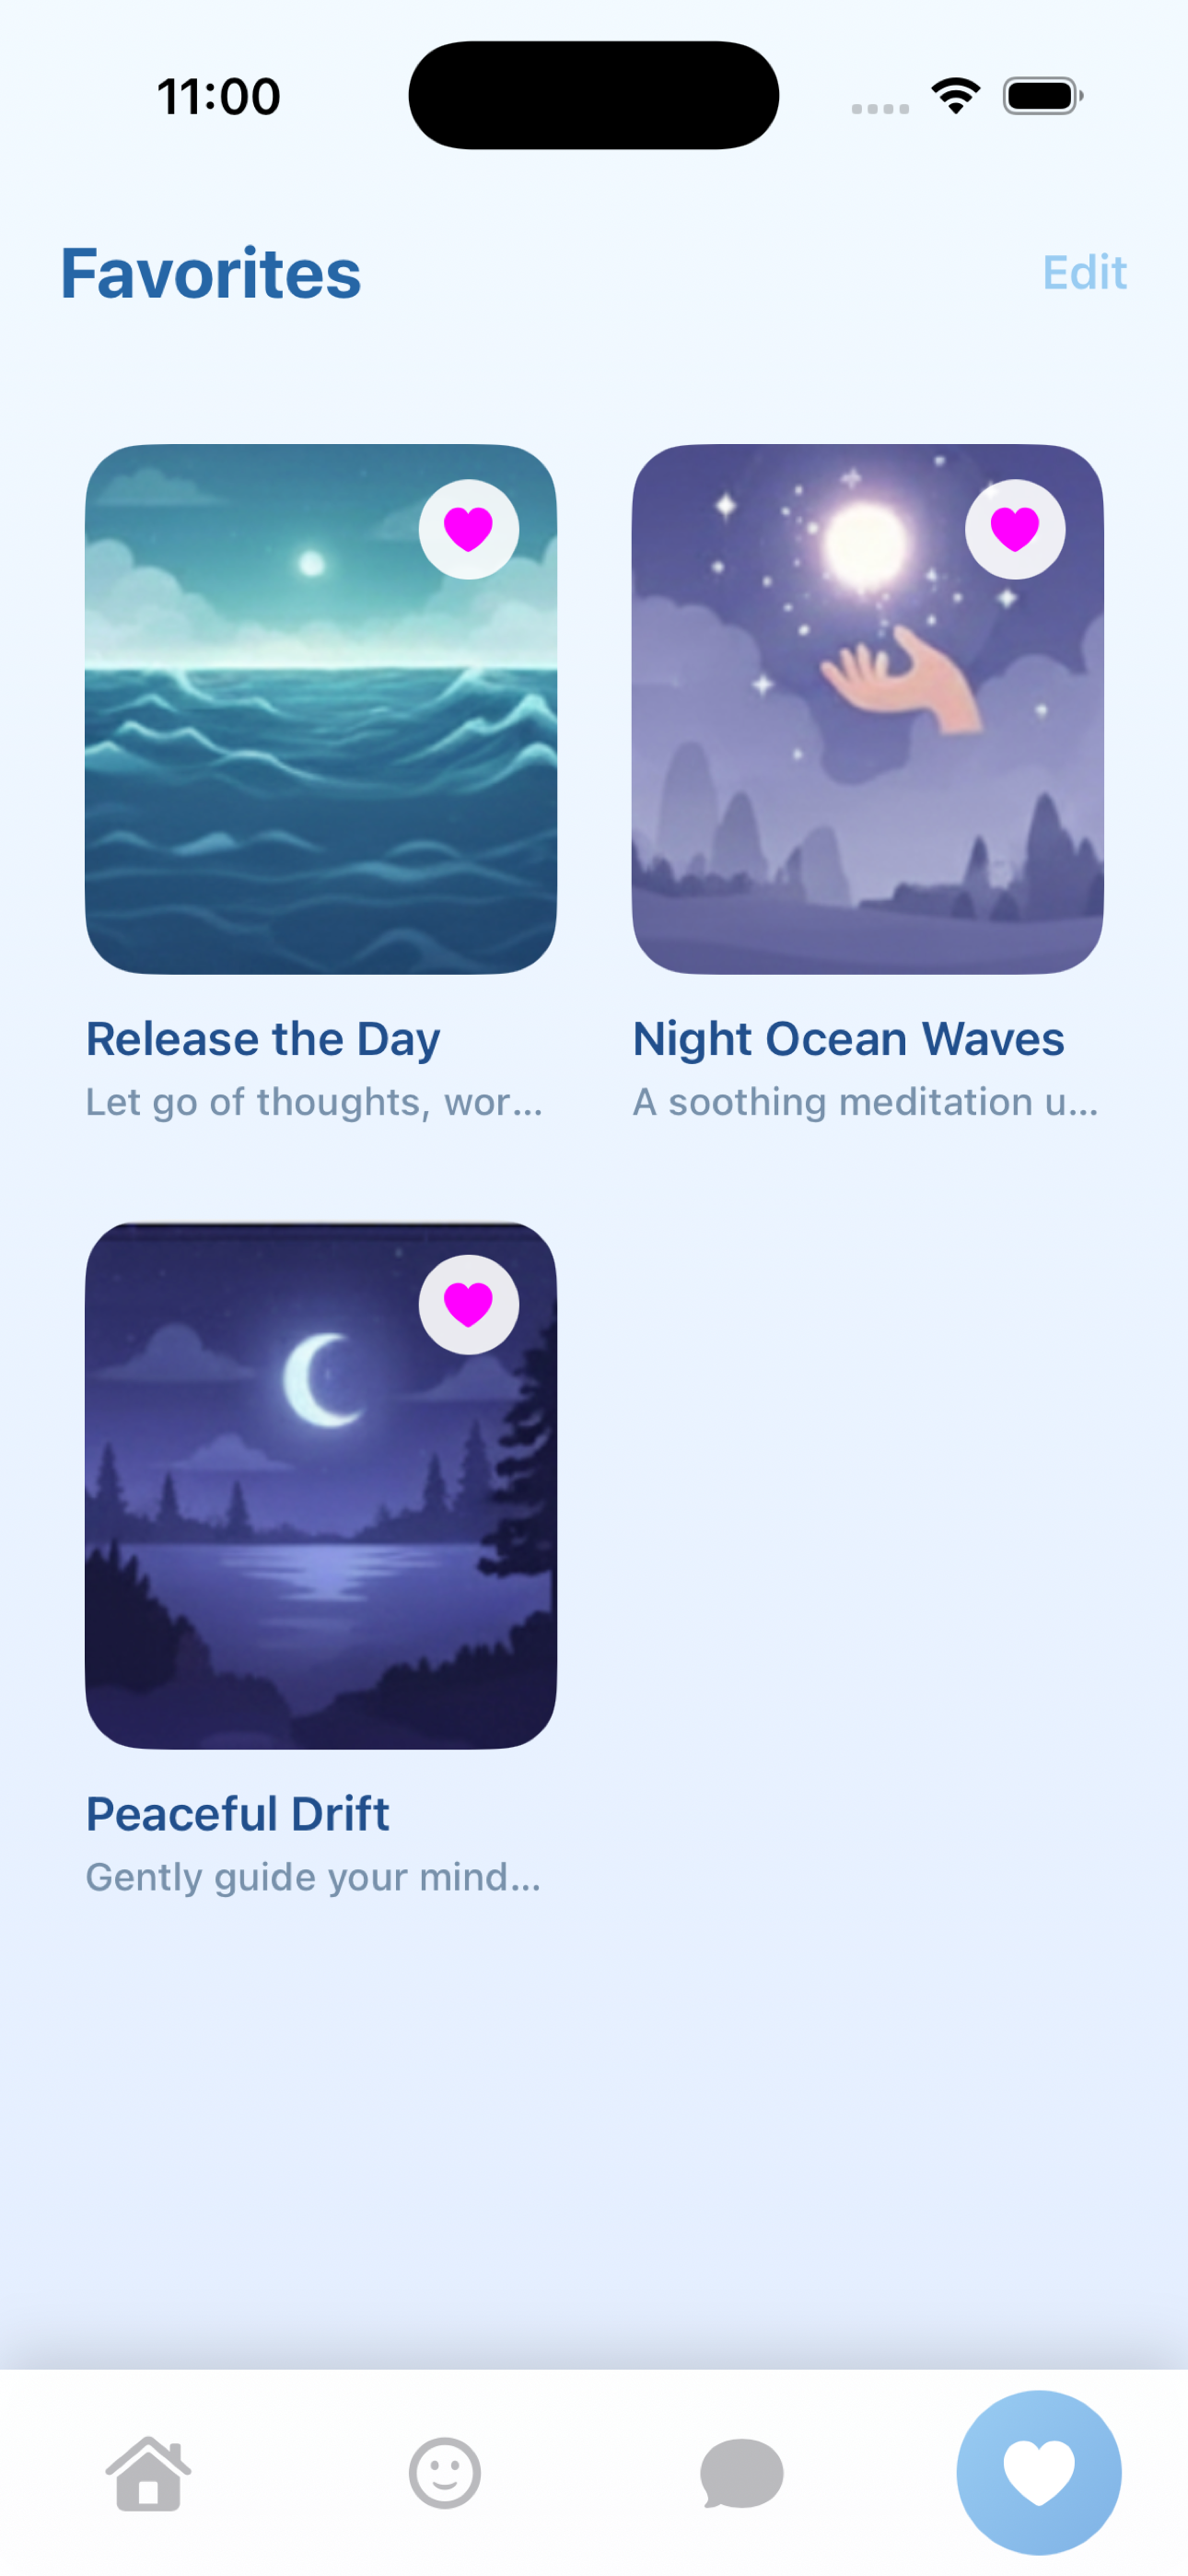 11:00
Favorites
Edit
Release the Day
Let go of thoughts, wor...
Night Ocean Waves
A soothing meditation u...
Peaceful Drift
Gently guide your mind...